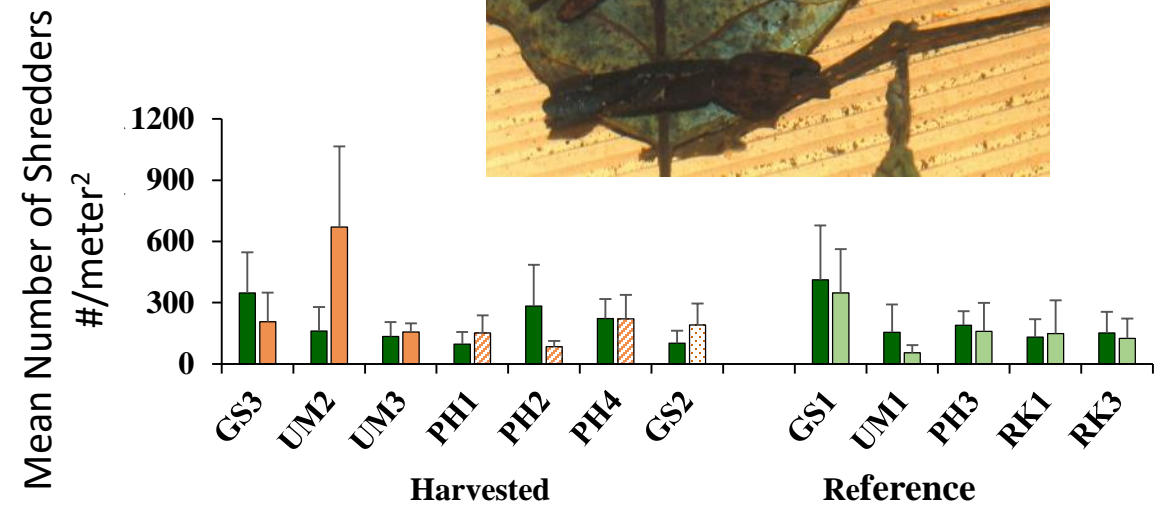 Mean Number of Shredders
#/meter²
1200
900
600
300
0
GS3 UM2 UM3 PH1 PH2 PH4 GS2 GS1 UM1 PH3 RK1 RK3
Harvested Reference